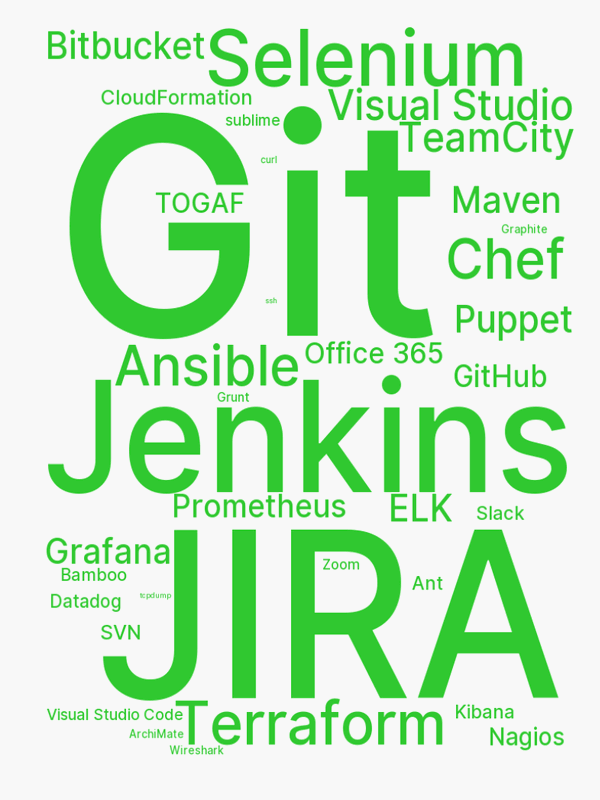 Bitbucket
Selenium
CloudFormation
Visual Studio
sublime
TeamCity
Git
curl
TOGAF
Maven
Graphite
Chef
ssh
Puppet
Ansible
Office 365
GitHub
Grunt
Jenkins
Prometheus
ELK
Slack
Grafana
JIRA
Zoom
Bamboo
Ant
Datadog
tcpdump
SVN
Visual Studio Code
Terraform
Kibana
ArchiMate
Nagios
Wireshark